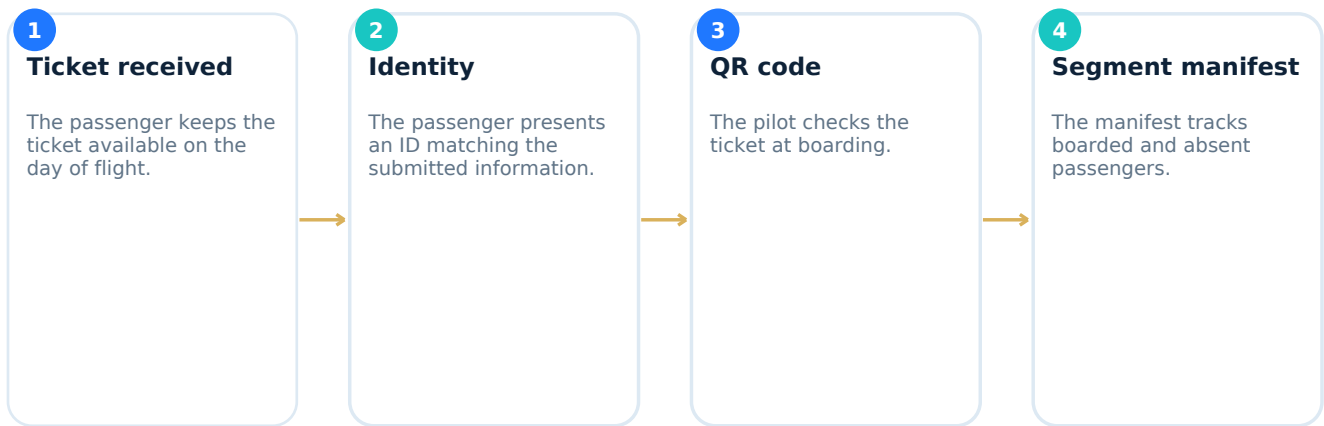 1
Ticket received
The passenger keeps the
ticket available on the
day of flight.
2
Identity
The passenger presents
an ID matching the
submitted information.
3
QR code
The pilot checks the
ticket at boarding.
4
Segment manifest
The manifest tracks
boarded and absent
passengers.